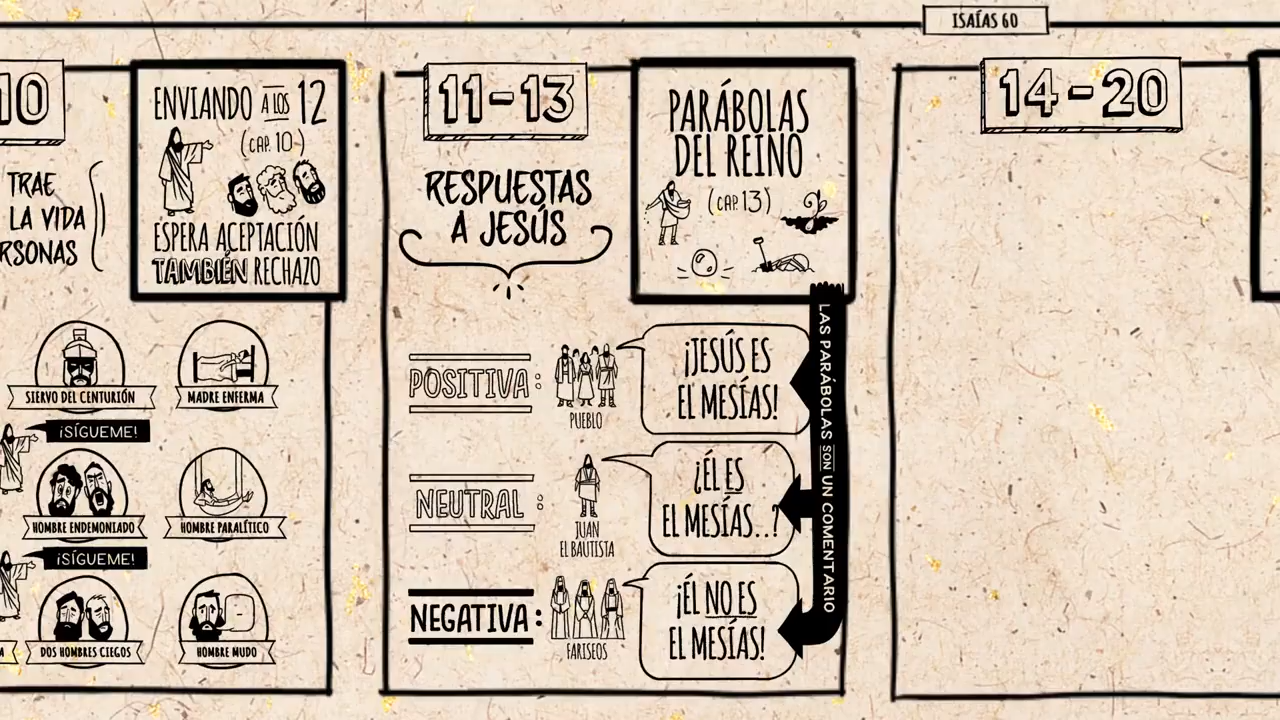 ISAÍAS 60
10
TRAE
LA VIDA
RSONAS
ENVIANDO A LOS 12
(CAP. 10)
ESPERA ACEPTACIÓN
TAMBIÉN RECHAZO
SIERVO DEL CENTURIÓN
MADRE ENFERMA
¡SÍGUEME!
HOMBRE ENDEMONIADO
HOMBRE PARALÍTICO
¡SÍGUEME!
A
DOS HOMBRES CIEGOS
HOMBRE MUDO
11-13
RESPUESTAS
A JESÚS
PARÁBOLAS
DEL REINO
(CAP. 13)
POSITIVA:
PUEBLO
¡JESÚS ES
EL MESÍAS!
NEUTRAL:
JUAN
EL BAUTISTA
¿ÉL ES
EL MESÍAS..?
NEGATIVA:
FARISEOS
¡ÉL NO ES
EL MESÍAS!
LAS PARÁBOLAS SON UN COMENTARIO
14-20